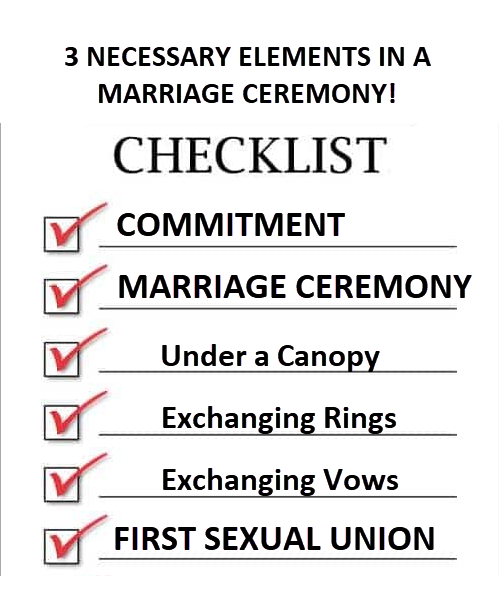 3 NECESSARY ELEMENTS IN A
MARRIAGE CEREMONY!
CHECKLIST
COMMITMENT
MARRIAGE CEREMONY
Under a Canopy
Exchanging Rings
Exchanging Vows
FIRST SEXUAL UNION